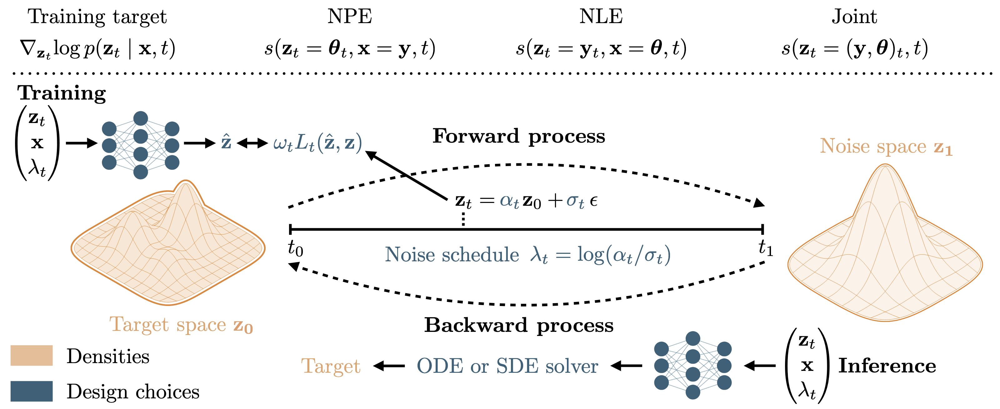 Training target NPE NLE Joint
∇_{𝐳_t} log p(𝐳_t | 𝐱, t) s(𝐳_t = 𝜽_t, 𝐱 = 𝐲, t) s(𝐳_t = 𝐲_t, 𝐱 = 𝜽, t) s(𝐳_t = (𝐲, 𝜽)_t, t)
Training
𝐳_t
𝐱
λ_t
ẑ
ω_t L_t(ẑ, 𝐳)
Forward process
Noise space 𝐳_1
𝐳_t = α_t 𝐳_0 + σ_t ϵ
t_0
t_1
Noise schedule λ_t = log(α_t/σ_t)
Target space 𝐳_0
Backward process
Densities
Design choices
Target
ODE or SDE solver
𝐳_t
𝐱
λ_t
Inference